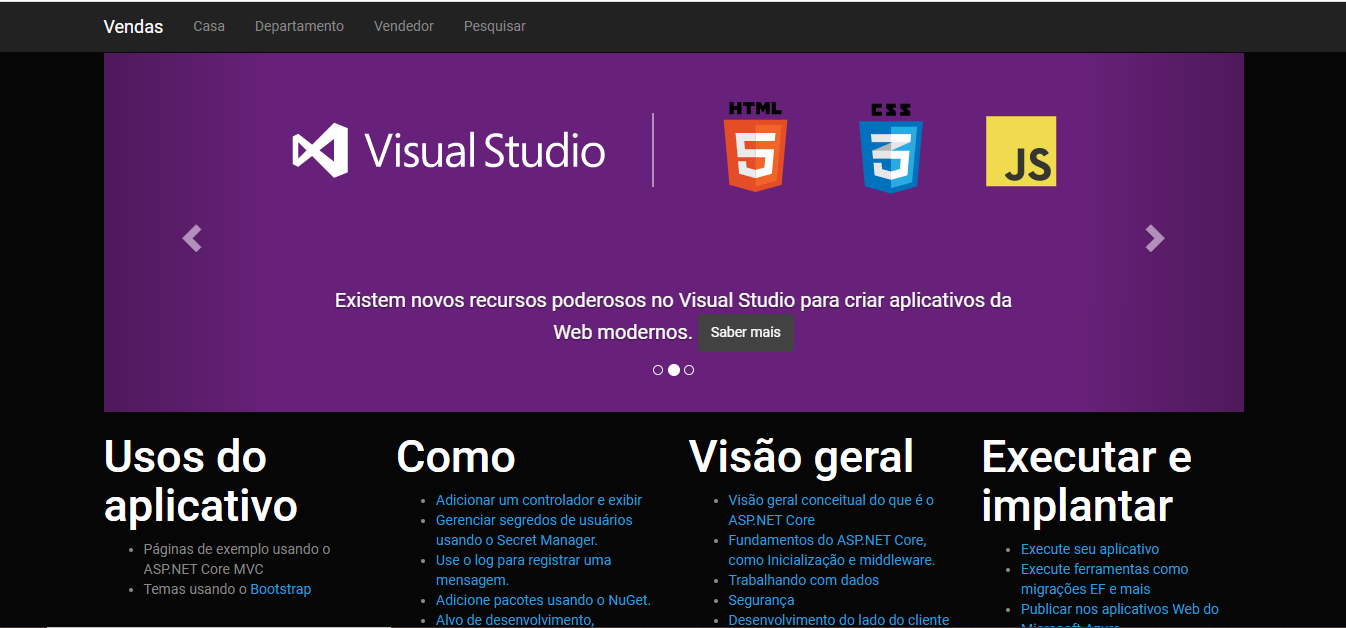 Vendas Casa Departamento Vendedor Pesquisar
HTML
CSS
Visual Studio
5
3
JS
Existem novos recursos poderosos no Visual Studio para criar aplicativos da
Web modernos. Saber mais
Usos do
aplicativo
Páginas de exemplo usando o
ASP.NET Core MVC
Temas usando o Bootstrap
Como
Adicionar um controlador e exibir
Gerenciar segredos de usuários
usando o Secret Manager.
Use o log para registrar uma
mensagem.
Adicione pacotes usando o NuGet.
Alvo de desenvolvimento,
Visão geral
Visão geral conceitual do que é o
ASP.NET Core
Fundamentos do ASP.NET Core,
como Inicialização e middleware.
Trabalhando com dados
Segurança
Desenvolvimento do lado do cliente
Executar e
implantar
Execute seu aplicativo
Execute ferramentas como
migrações EF e mais
Publicar nos aplicativos Web do